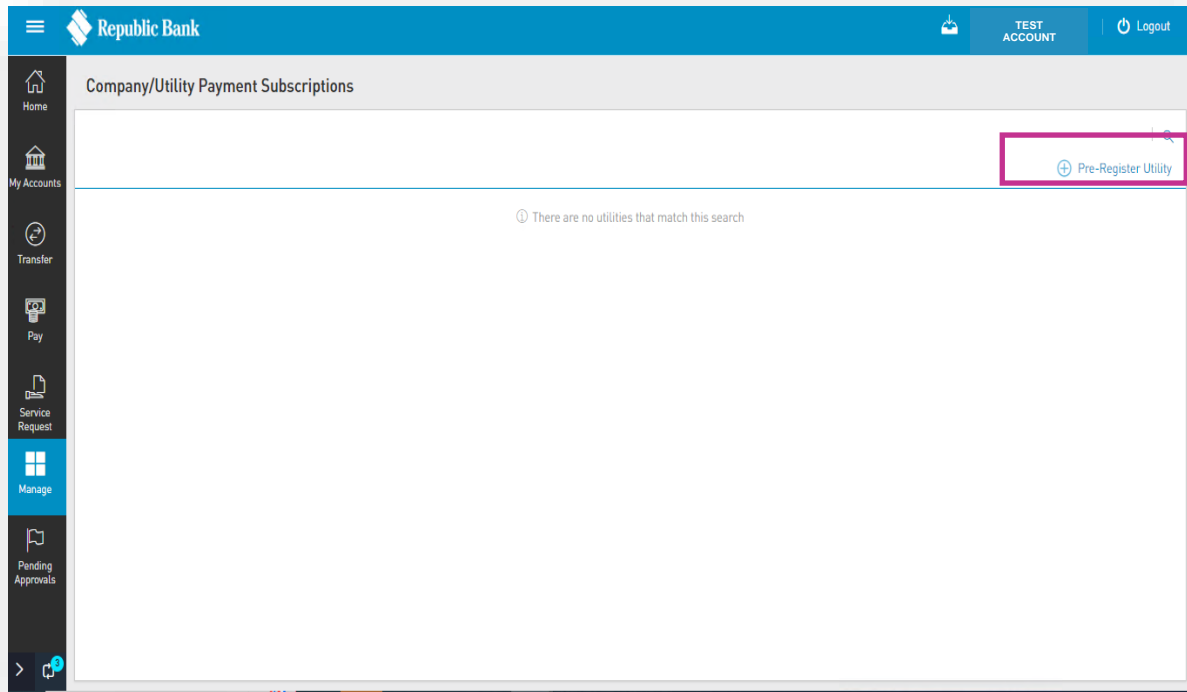 Republic Bank
TEST
ACCOUNT
Logout
Home
Company/Utility Payment Subscriptions
My Accounts
Pre-Register Utility
There are no utilities that match this search
Transfer
Pay
Service
Request
Manage
Pending
Approvals
3